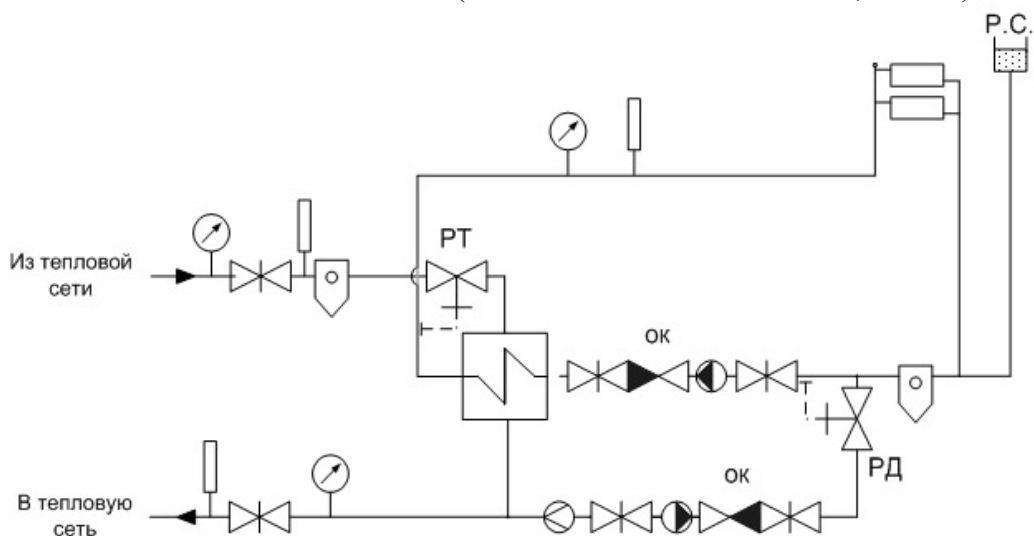 Р.С.
РТ
Из тепловой
сети
ок
РД
ок
В тепловую
сеть